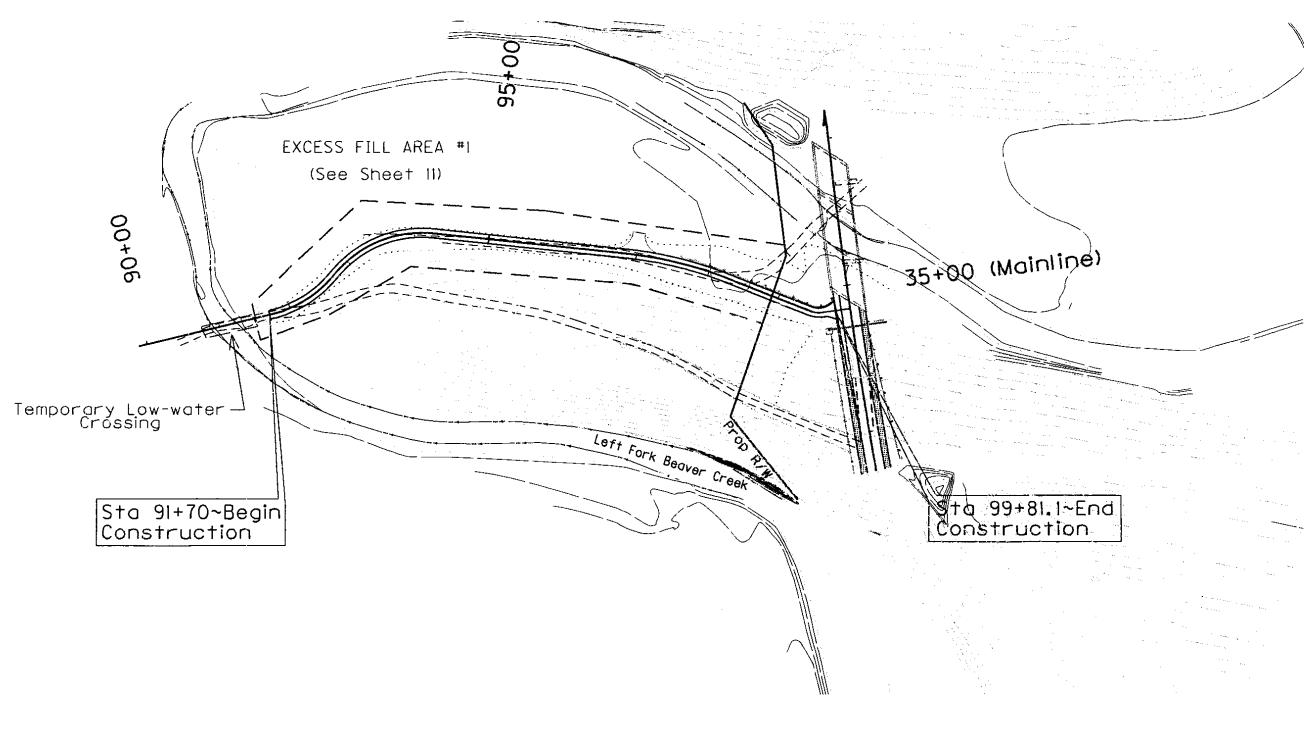 95+00
EXCESS FILL AREA #1
(See Sheet 11)
90+00
35+00 (Mainline)
Temporary Low-water
Crossing
Prop R/W
Left Fork Beaver Creek
Sta 91+70~Begin
Construction
Sta 99+81.1~End
Construction